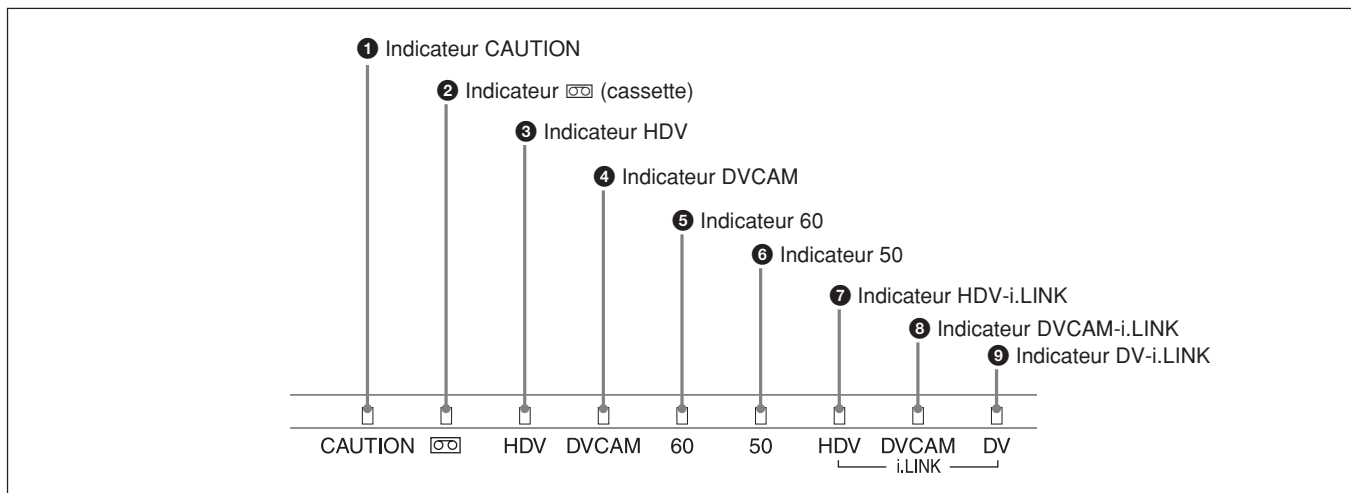 ❶ Indicateur CAUTION
❷ Indicateur (cassette)
❸ Indicateur HDV
❹ Indicateur DVCAM
❺ Indicateur 60
❻ Indicateur 50
❼ Indicateur HDV-i.LINK
❽ Indicateur DVCAM-i.LINK
❾ Indicateur DV-i.LINK
CAUTION HDV DVCAM 60 50 HDV DVCAM DV
i.LINK